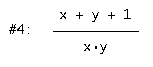 x + y + 1
#4:
x·y